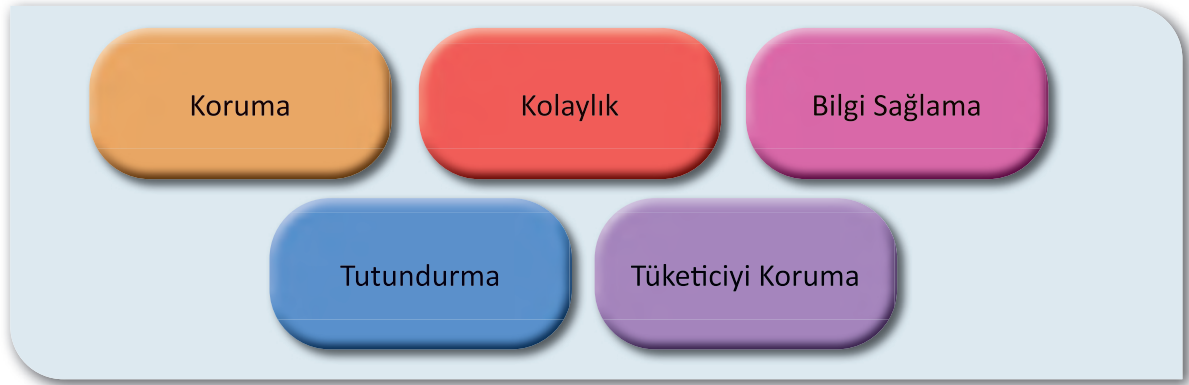 Koruma
Kolaylık
Bilgi Sağlama
Tutundurma
Tüketiciyi Koruma